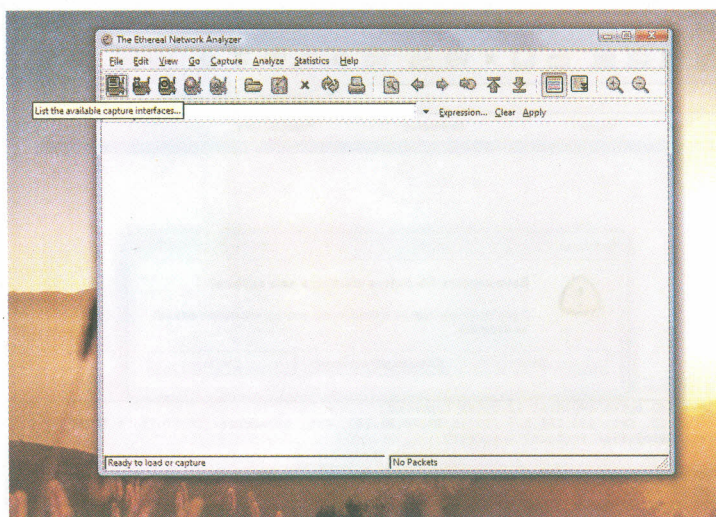 The Ethereal Network Analyzer
File Edit View Go Capture Analyze Statistics Help
List the available capture interfaces...
Expression... Clear Apply
Ready to load or capture
No Packets